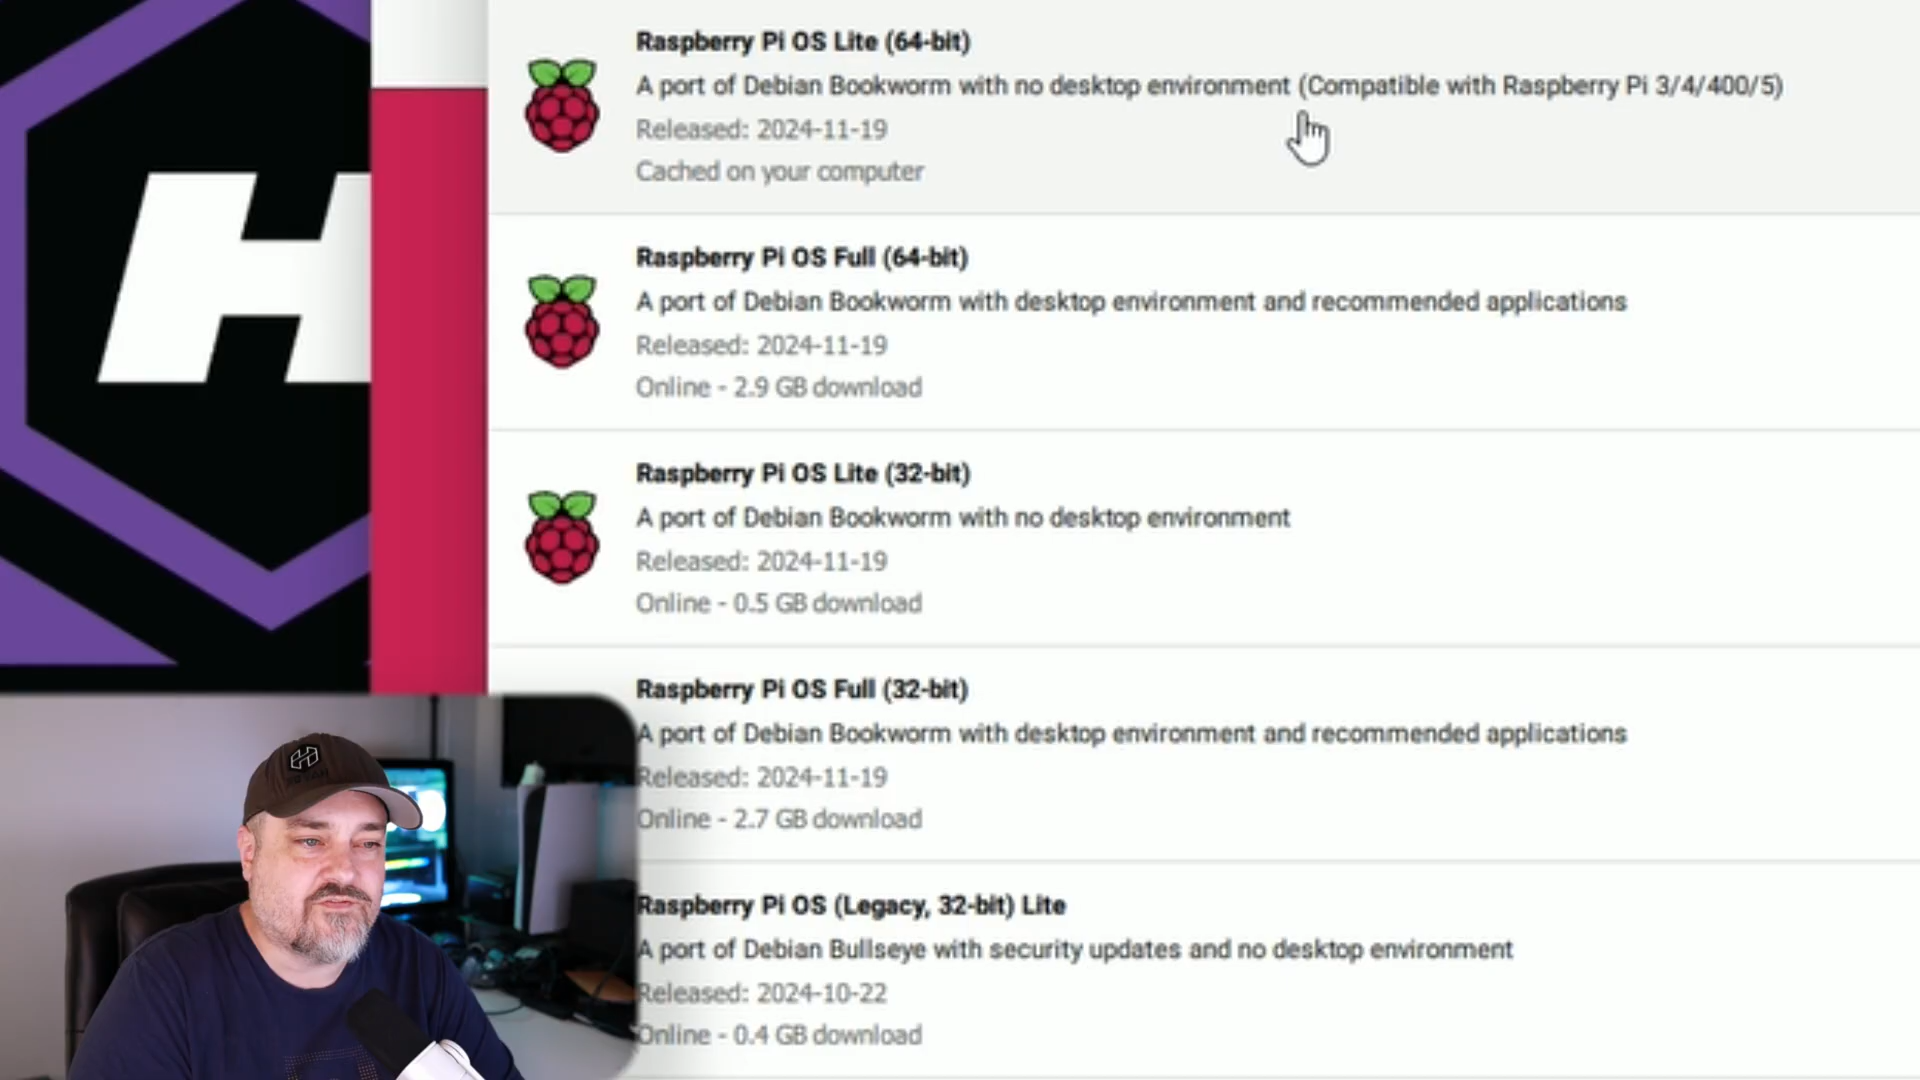 Raspberry Pi OS Lite (64-bit)
A port of Debian Bookworm with no desktop environment (Compatible with Raspberry Pi 3/4/400/5)
Released: 2024-11-19
Cached on your computer
Raspberry Pi OS Full (64-bit)
A port of Debian Bookworm with desktop environment and recommended applications
Released: 2024-11-19
Online - 2.9 GB download
Raspberry Pi OS Lite (32-bit)
A port of Debian Bookworm with no desktop environment
Released: 2024-11-19
Online - 0.5 GB download
Raspberry Pi OS Full (32-bit)
A port of Debian Bookworm with desktop environment and recommended applications
Released: 2024-11-19
Online - 2.7 GB download
Raspberry Pi OS (Legacy, 32-bit) Lite
A port of Debian Bullseye with security updates and no desktop environment
Released: 2024-10-22
Online - 0.4 GB download
H